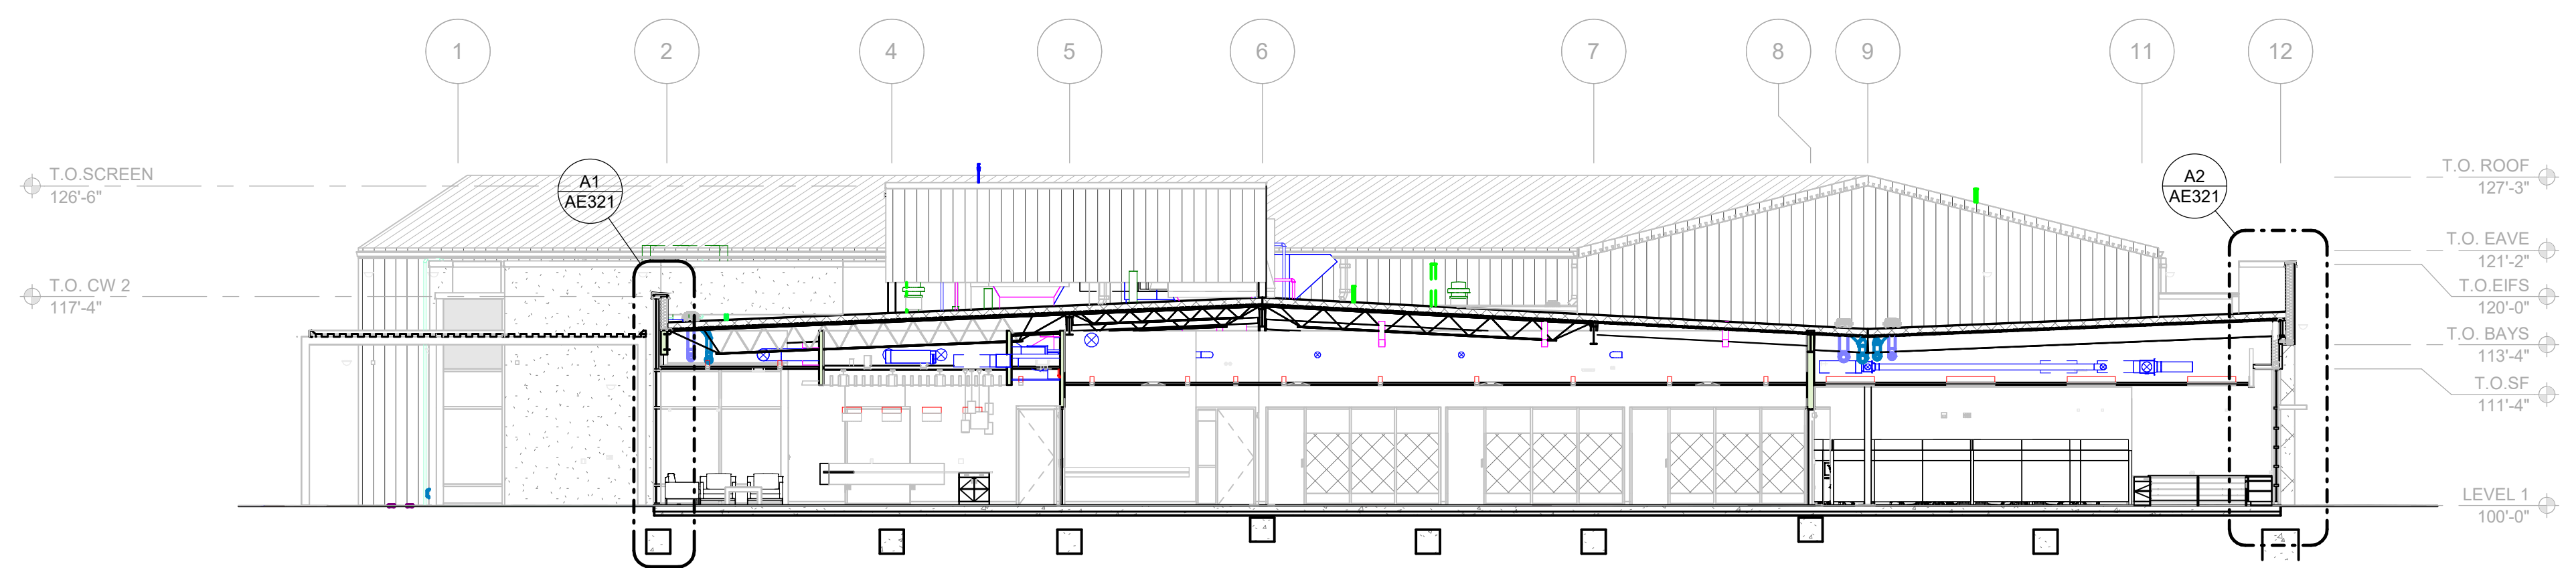 1
2
4
5
6
7
8
9
11
12
T.O.SCREEN
126'-6"
A1
AE321
A2
AE321
T.O. ROOF
127'-3"
T.O. EAVE
121'-2"
T.O. CW 2
117'-4"
T.O.EIFS
120'-0"
T.O. BAYS
113'-4"
T.O.SF
111'-4"
LEVEL 1
100'-0"